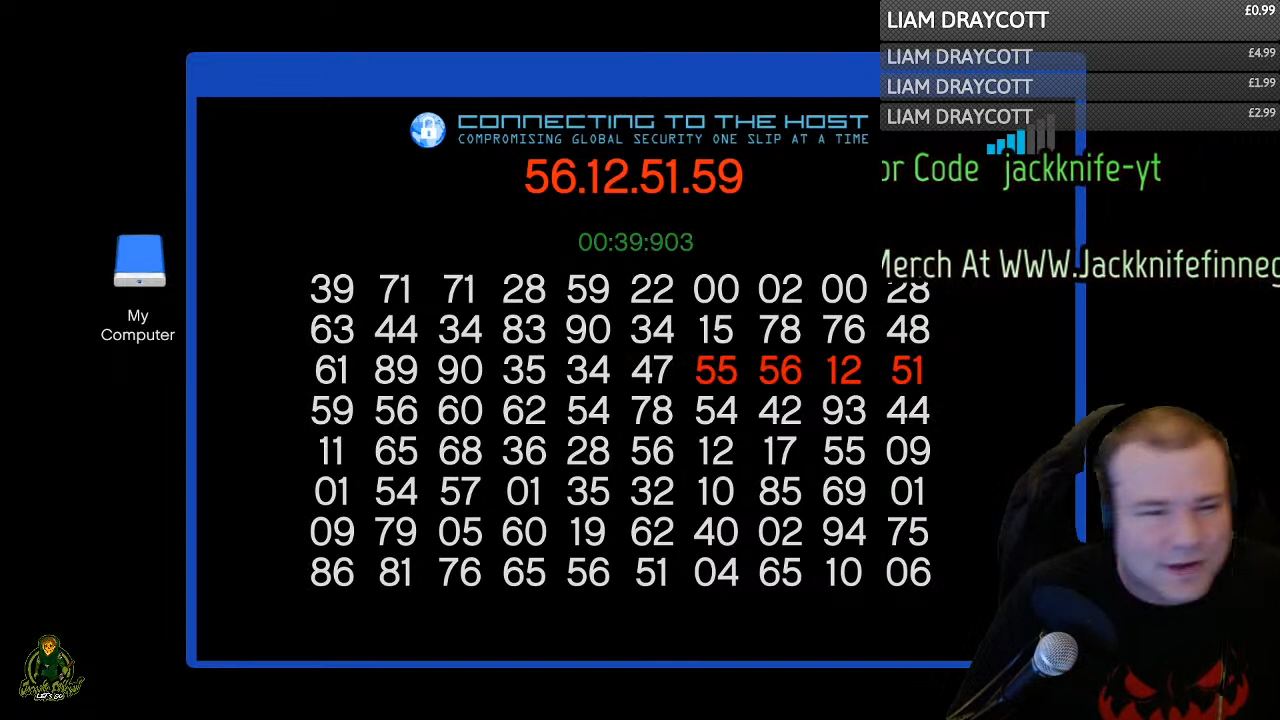 LIAM DRAYCOTT £0.99
LIAM DRAYCOTT £4.99
LIAM DRAYCOTT £1.99
LIAM DRAYCOTT £2.99
CONNECTING TO THE HOST
COMPROMISING GLOBAL SECURITY ONE SLIP AT A TIME
or Code jackknife-yt
56.12.51.59
00:39:903
Merch At WWW.Jackknifefinneg
39 71 71 28 59 22 00 02 00 28
63 44 34 83 90 34 15 78 76 48
61 89 90 35 34 47 55 56 12 51
59 56 60 62 54 78 54 42 93 44
11 65 68 36 28 56 12 17 55 09
01 54 57 01 35 32 10 85 69 01
09 79 05 60 19 62 40 02 94 75
86 81 76 65 56 51 04 65 10 06
My
Computer
LET'S GO